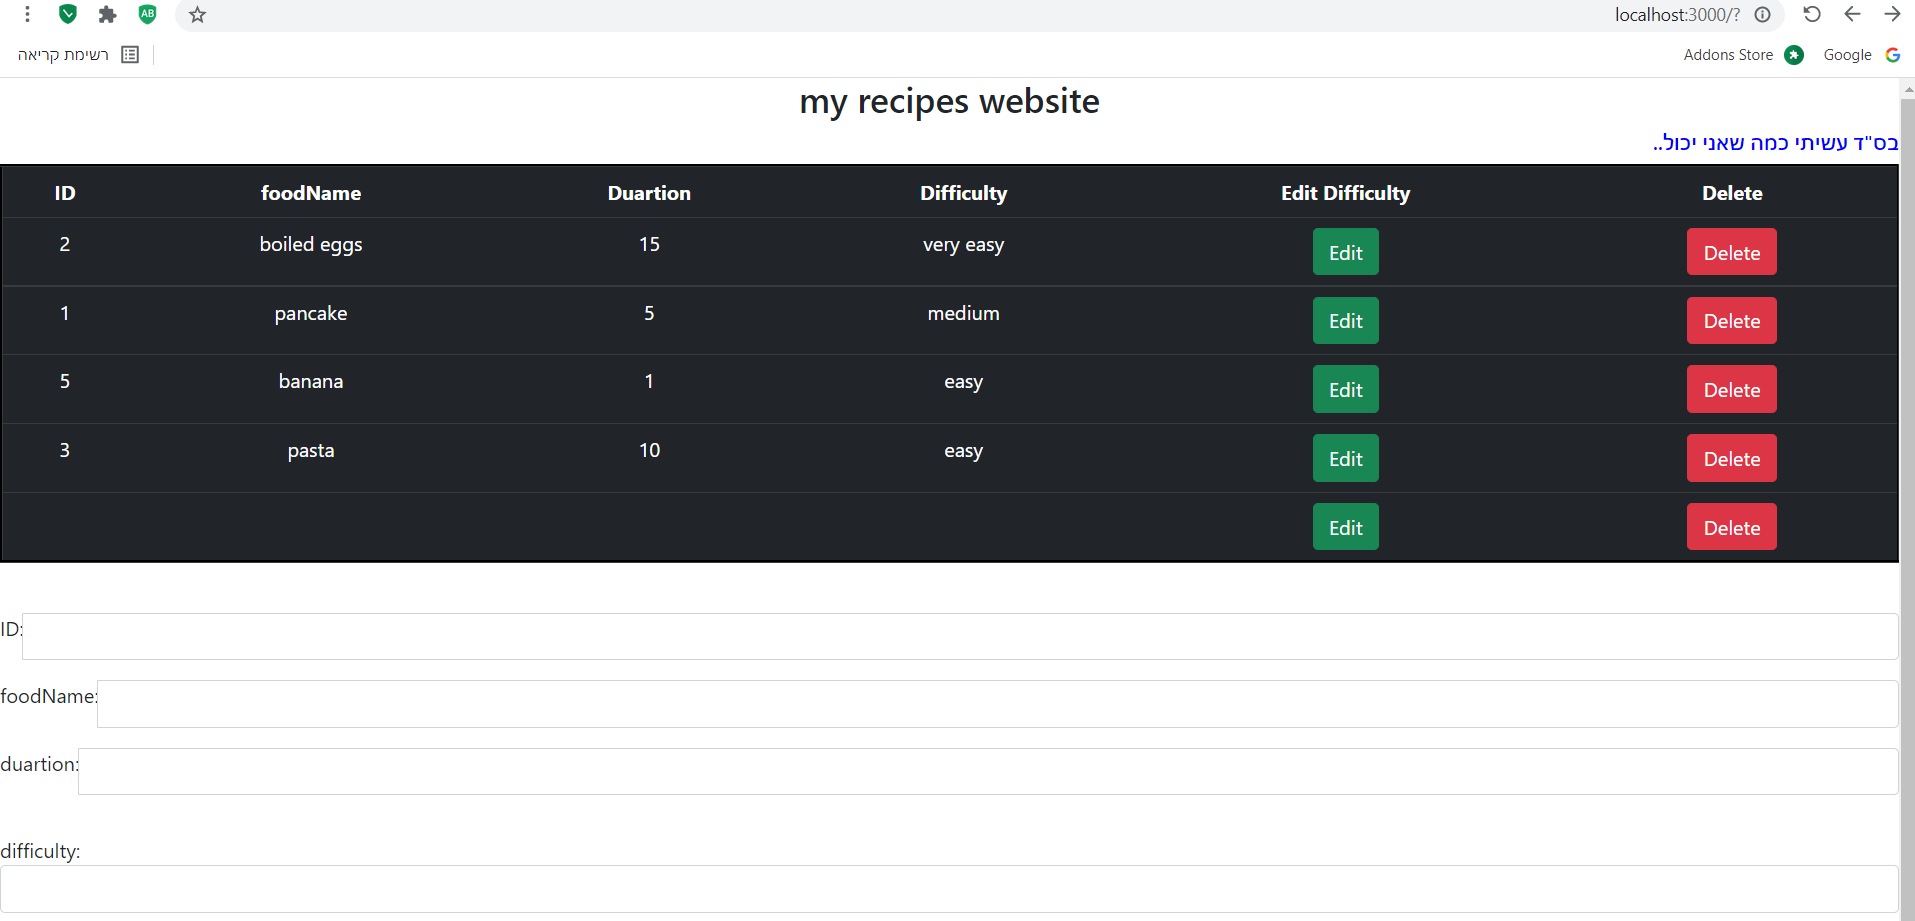 localhost:3000/?
AB
רשימת קריאה
Addons Store
Google
my recipes website
בס"ד עשיתי כמה שאני יכול..
ID foodName Duartion Difficulty Edit Difficulty Delete
2 boiled eggs 15 very easy Edit Delete
1 pancake 5 medium Edit Delete
5 banana 1 easy Edit Delete
3 pasta 10 easy Edit Delete
Edit Delete
ID:
foodName:
duartion:
difficulty: